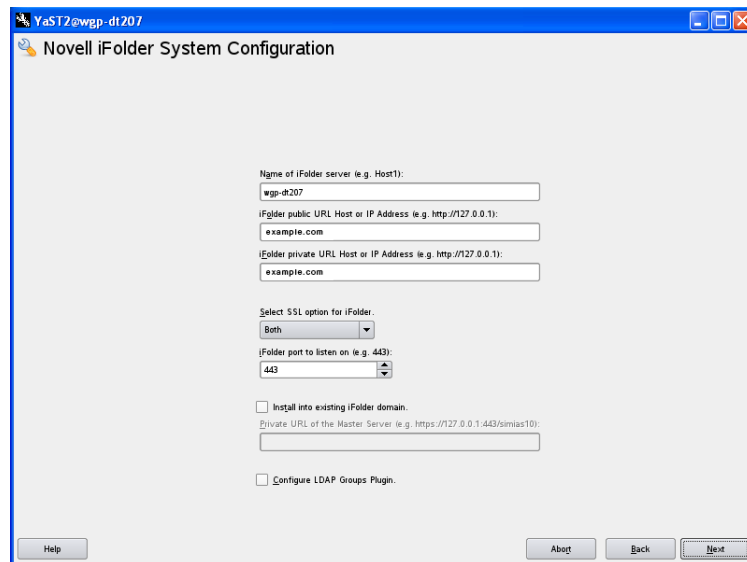 YaST2@wgp-dt207
Novell iFolder System Configuration
Name of iFolder server (e.g. Host1):
wgp-dt207
iFolder public URL Host or IP Address (e.g. http://127.0.0.1):
example.com
iFolder private URL Host or IP Address (e.g. http://127.0.0.1):
example.com
Select SSL option for iFolder.
Both
iFolder port to listen on (e.g. 443):
443
Install into existing iFolder domain.
Private URL of the Master Server (e.g. https://127.0.0.1:443/simias10):
Configure LDAP Groups Plugin.
Help Abort Back Next